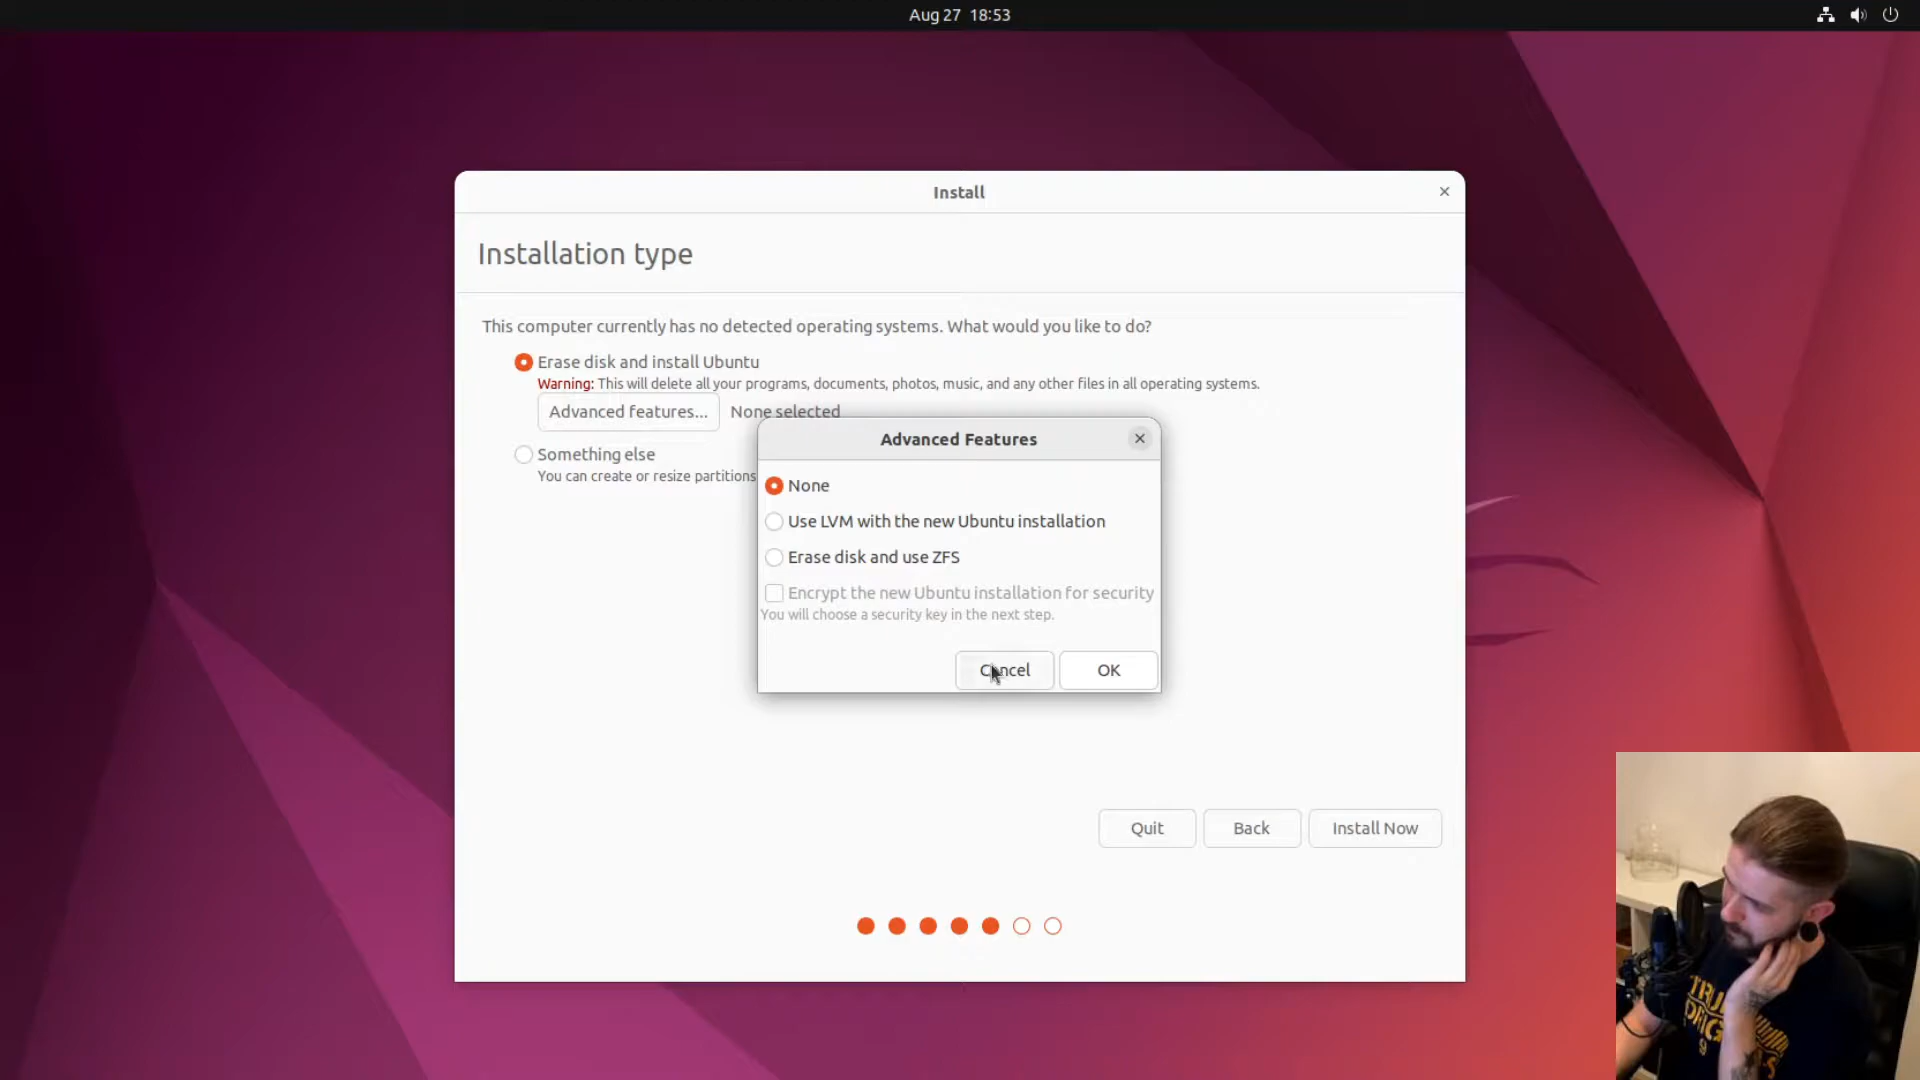 Aug 27 18:53
Install
Installation type
This computer currently has no detected operating systems. What would you like to do?
Erase disk and install Ubuntu
Warning: This will delete all your programs, documents, photos, music, and any other files in all operating systems.
Advanced features... None selected
Something else
You can create or resize partitions
Advanced Features
None
Use LVM with the new Ubuntu installation
Erase disk and use ZFS
Encrypt the new Ubuntu installation for security
You will choose a security key in the next step.
Cancel OK
Quit Back Install Now